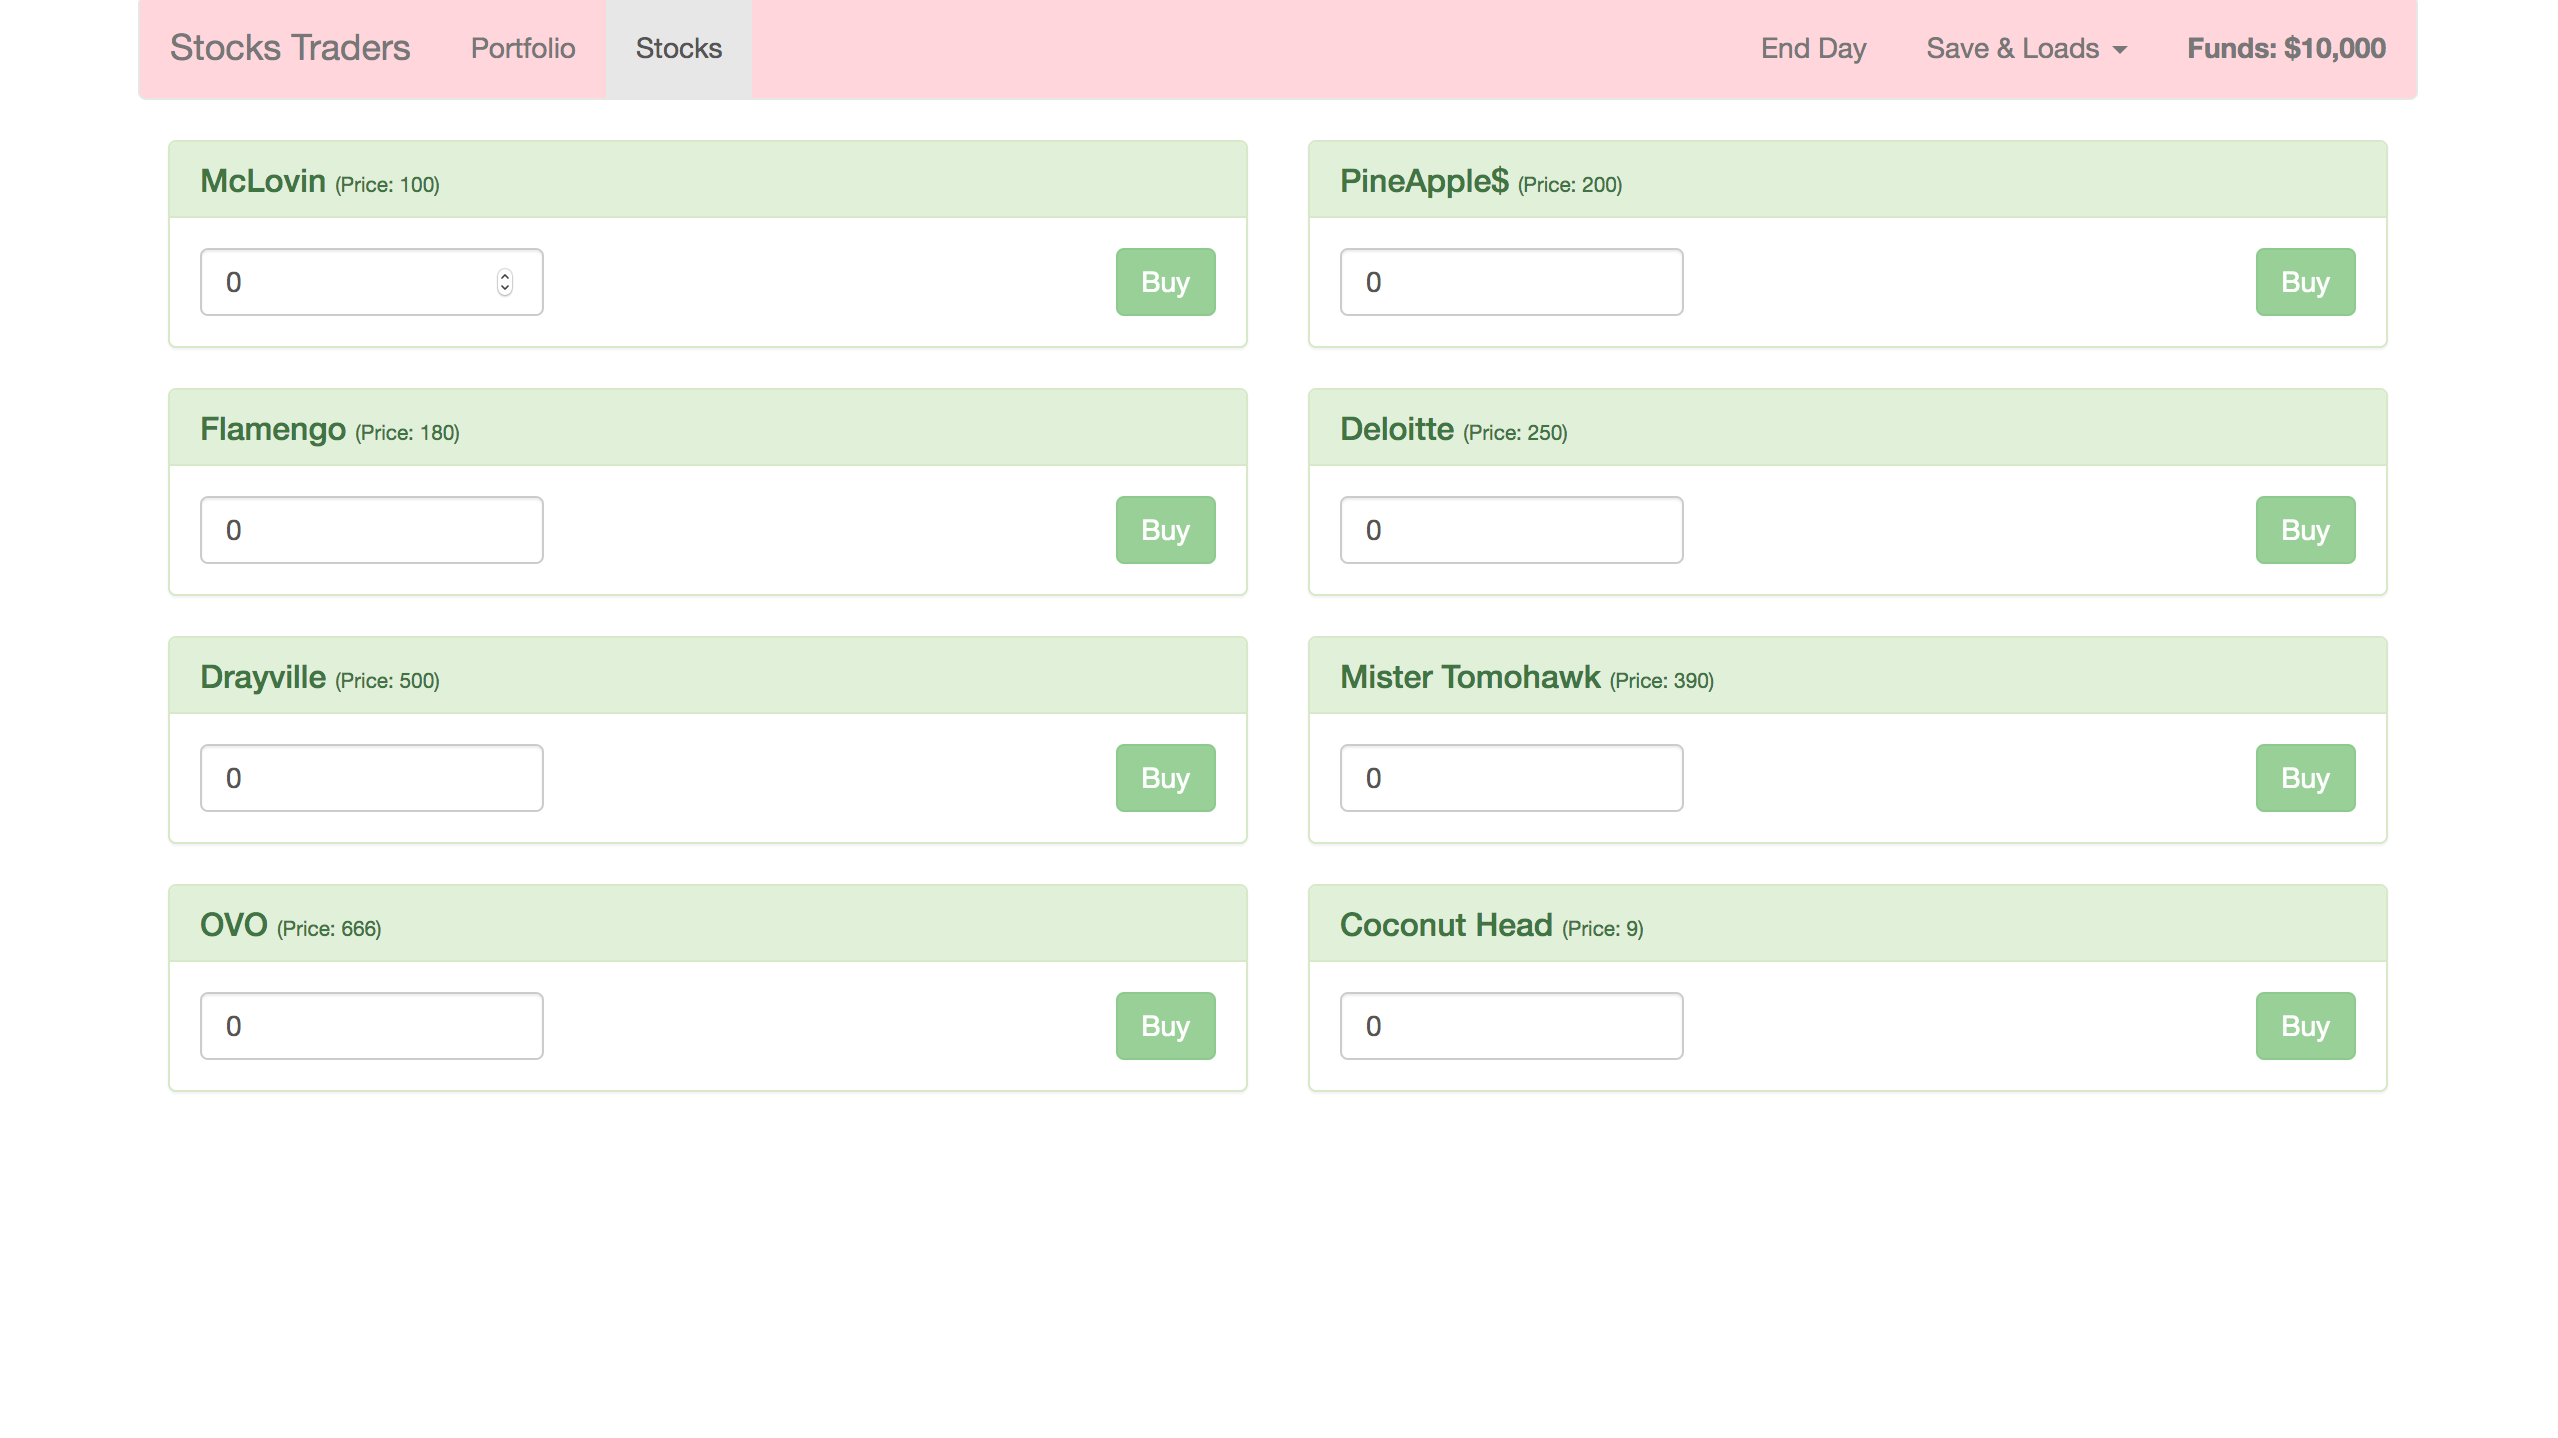 Stocks Traders Portfolio Stocks End Day Save & Loads Funds: $10,000
McLovin (Price: 100)
0 Buy
PineApple$ (Price: 200)
0 Buy
Flamengo (Price: 180)
0 Buy
Deloitte (Price: 250)
0 Buy
Drayville (Price: 500)
0 Buy
Mister Tomohawk (Price: 390)
0 Buy
OVO (Price: 666)
0 Buy
Coconut Head (Price: 9)
0 Buy